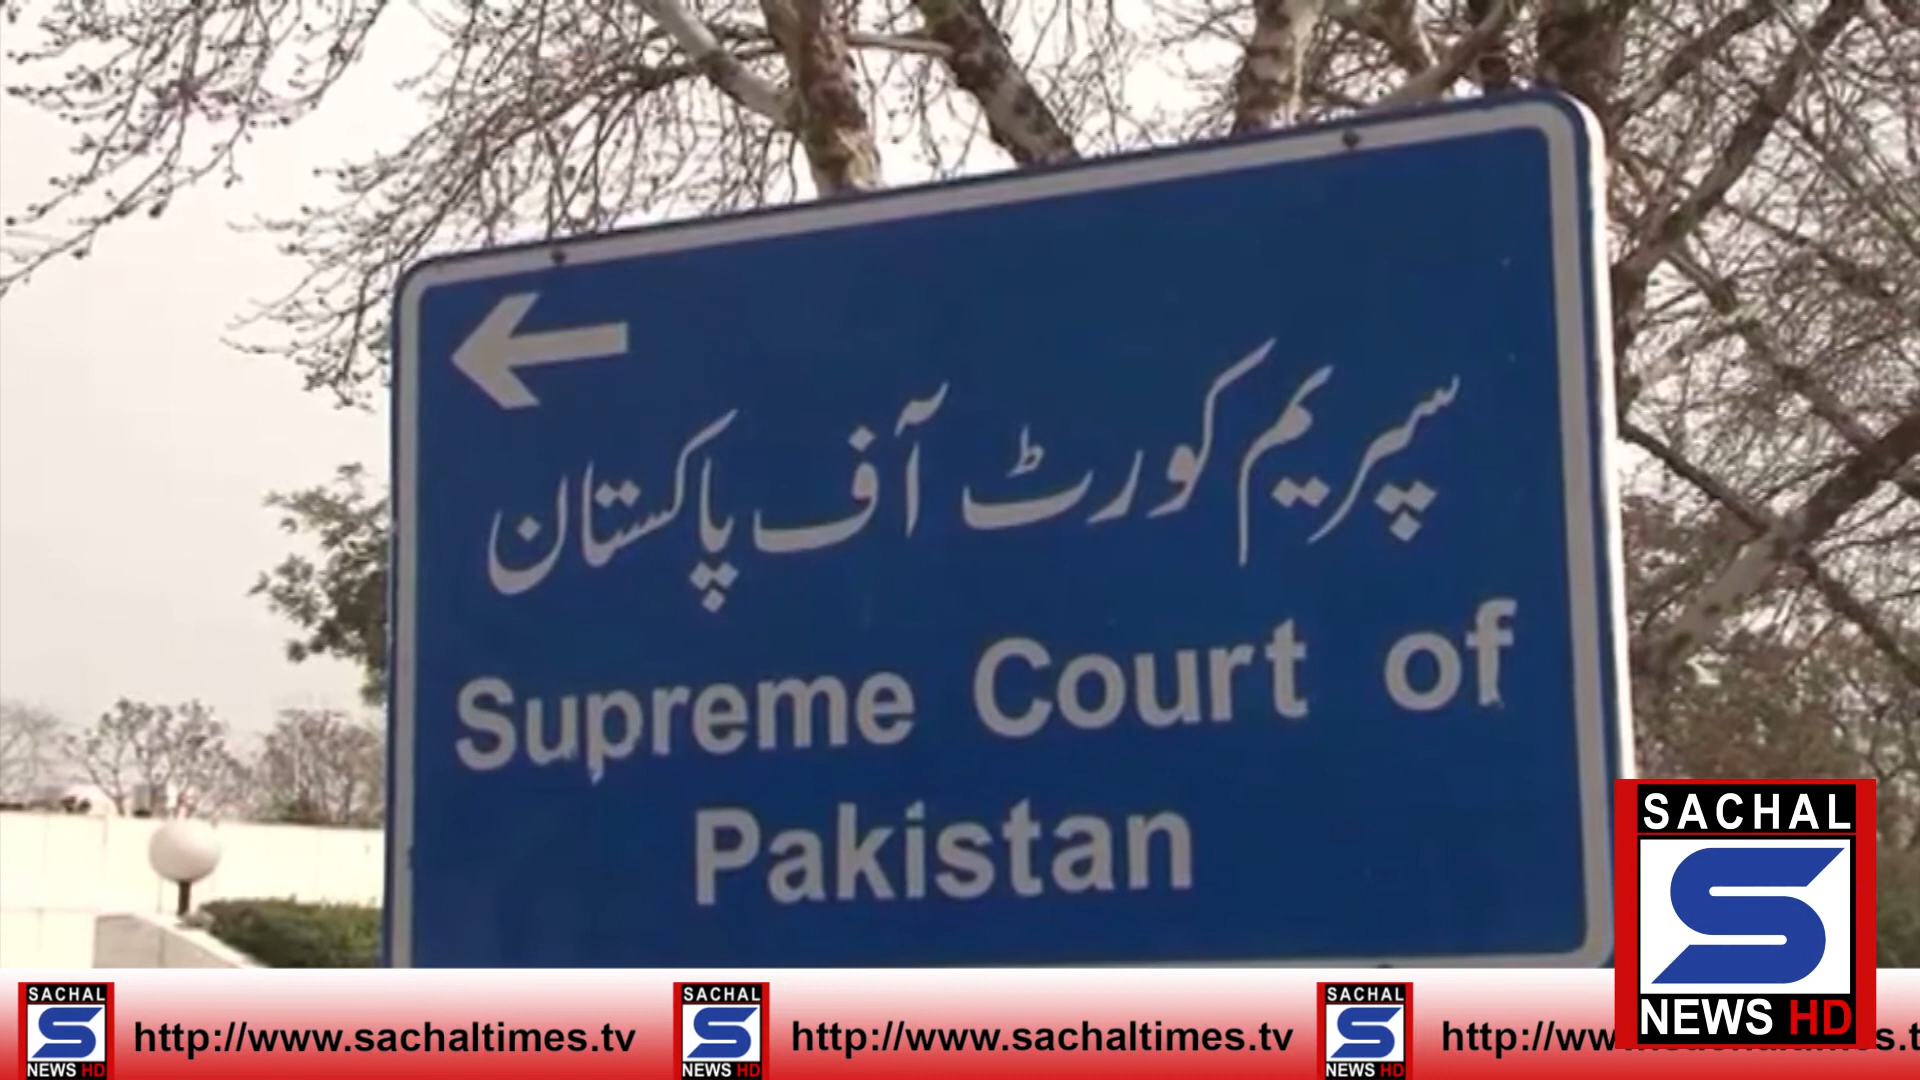 سپریم کورٹ آف پاکستان
Supreme Court of
Pakistan
SACHAL
S
NEWS HD
SACHAL
S
NEWS HD
http://www.sachaltimes.tv
SACHAL
S
NEWS HD
http://www.sachaltimes.tv
SACHAL
S
NEWS HD